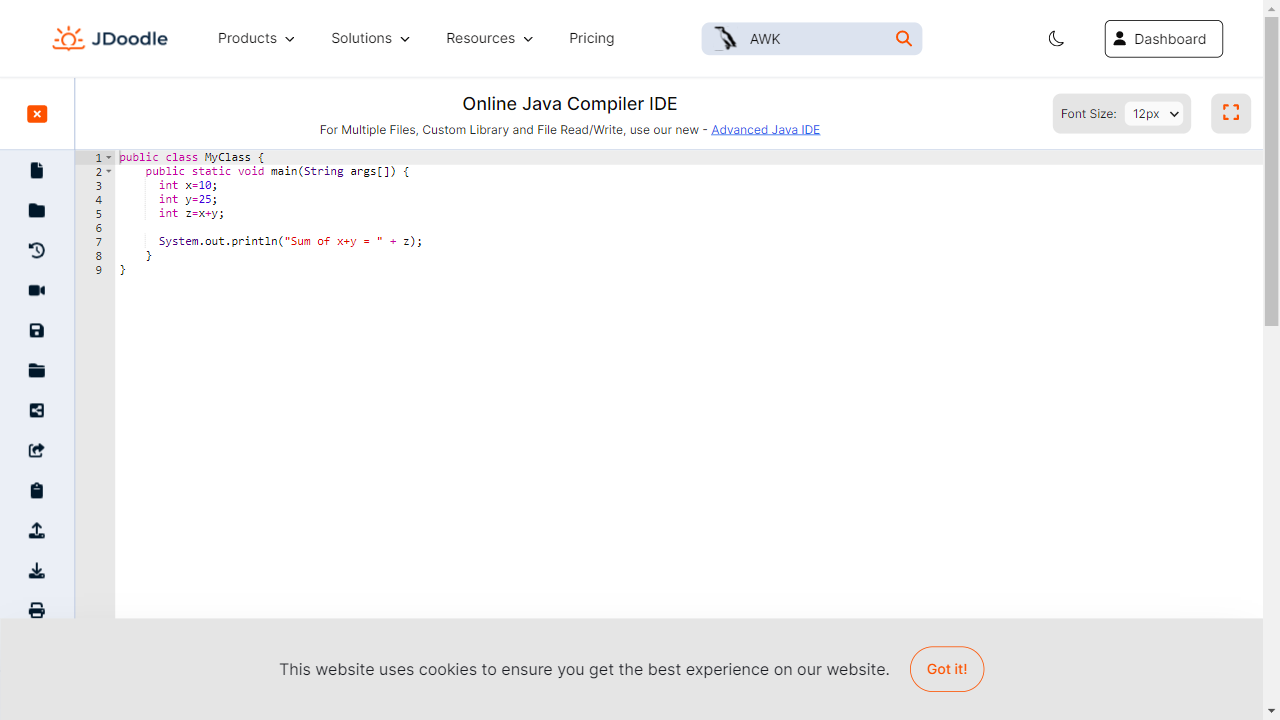 JDoodle Products Solutions Resources Pricing AWK Dashboard
Online Java Compiler IDE
For Multiple Files, Custom Library and File Read/Write, use our new - Advanced Java IDE
Font Size: 12px
1 public class MyClass {
2 public static void main(String args[]) {
3 int x=10;
4 int y=25;
5 int z=x+y;
6
7 System.out.println("Sum of x+y = " + z);
8 }
9 }
This website uses cookies to ensure you get the best experience on our website. Got it!